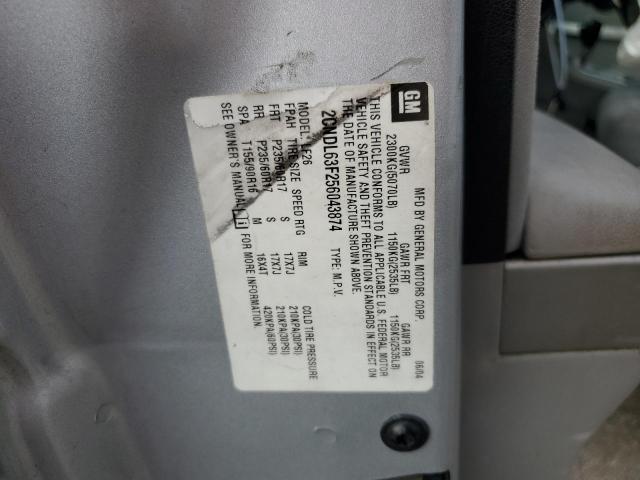 GM
MFD BY GENERAL MOTORS CORP. 06/04
GVWR GAWR FRT GAWR RR
2300KG(5070LB) 1150KG(2535LB) 1150KG(2535LB)
THIS VEHICLE CONFORMS TO ALL APPLICABLE U.S. FEDERAL MOTOR
VEHICLE SAFETY AND THEFT PREVENTION STANDARDS IN EFFECT ON
THE DATE OF MANUFACTURE SHOWN ABOVE.
2CNDL63F256043874 TYPE: M.P.V.
MODEL: LF26
FPAH TIRE SIZE SPEED RTG RIM COLD TIRE PRESSURE
FRT P235/60R17 S 17X7J 210KPA(30PSI)
RR P235/60R17 S 17X7J 210KPA(30PSI)
SPA T155/90R16 M 16X4T 420KPA(60PSI)
SEE OWNER'S MANUAL FOR MORE INFORMATION.